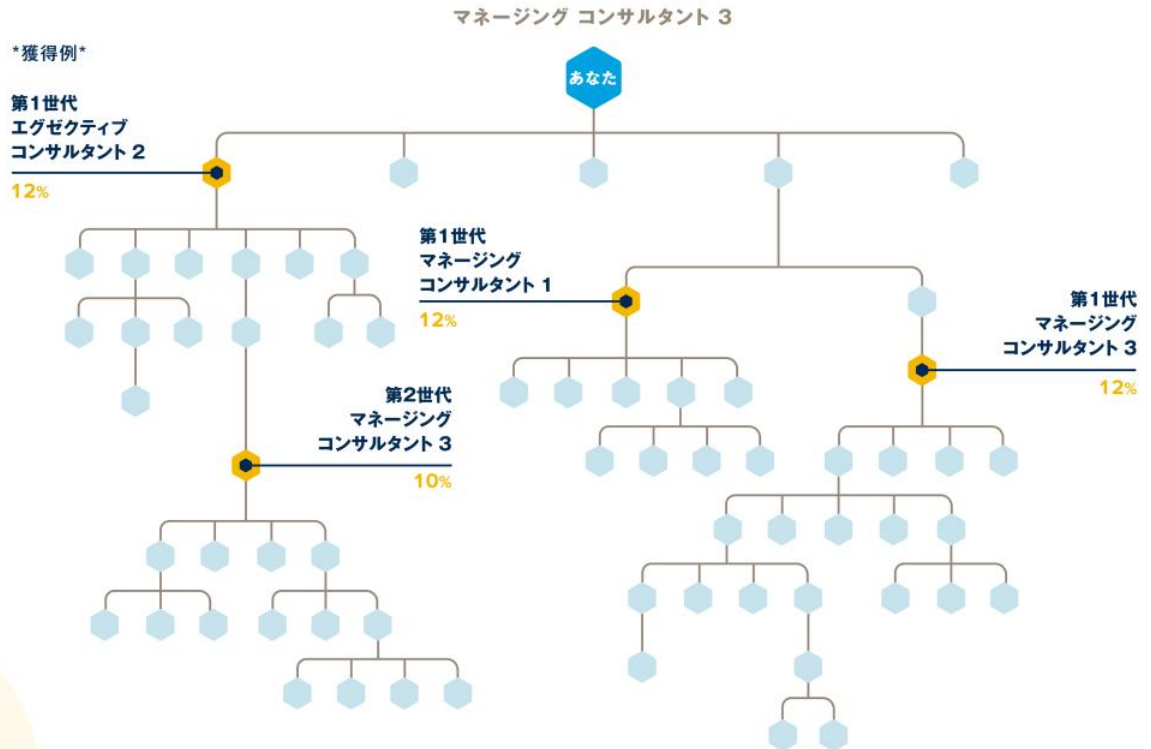 マネージング コンサルタント 3
*獲得例*
あなた
第1世代
エグゼクティブ
コンサルタント 2
12%
第1世代
マネージング
コンサルタント 1
12%
第1世代
マネージング
コンサルタント 3
12%
第2世代
マネージング
コンサルタント 3
10%